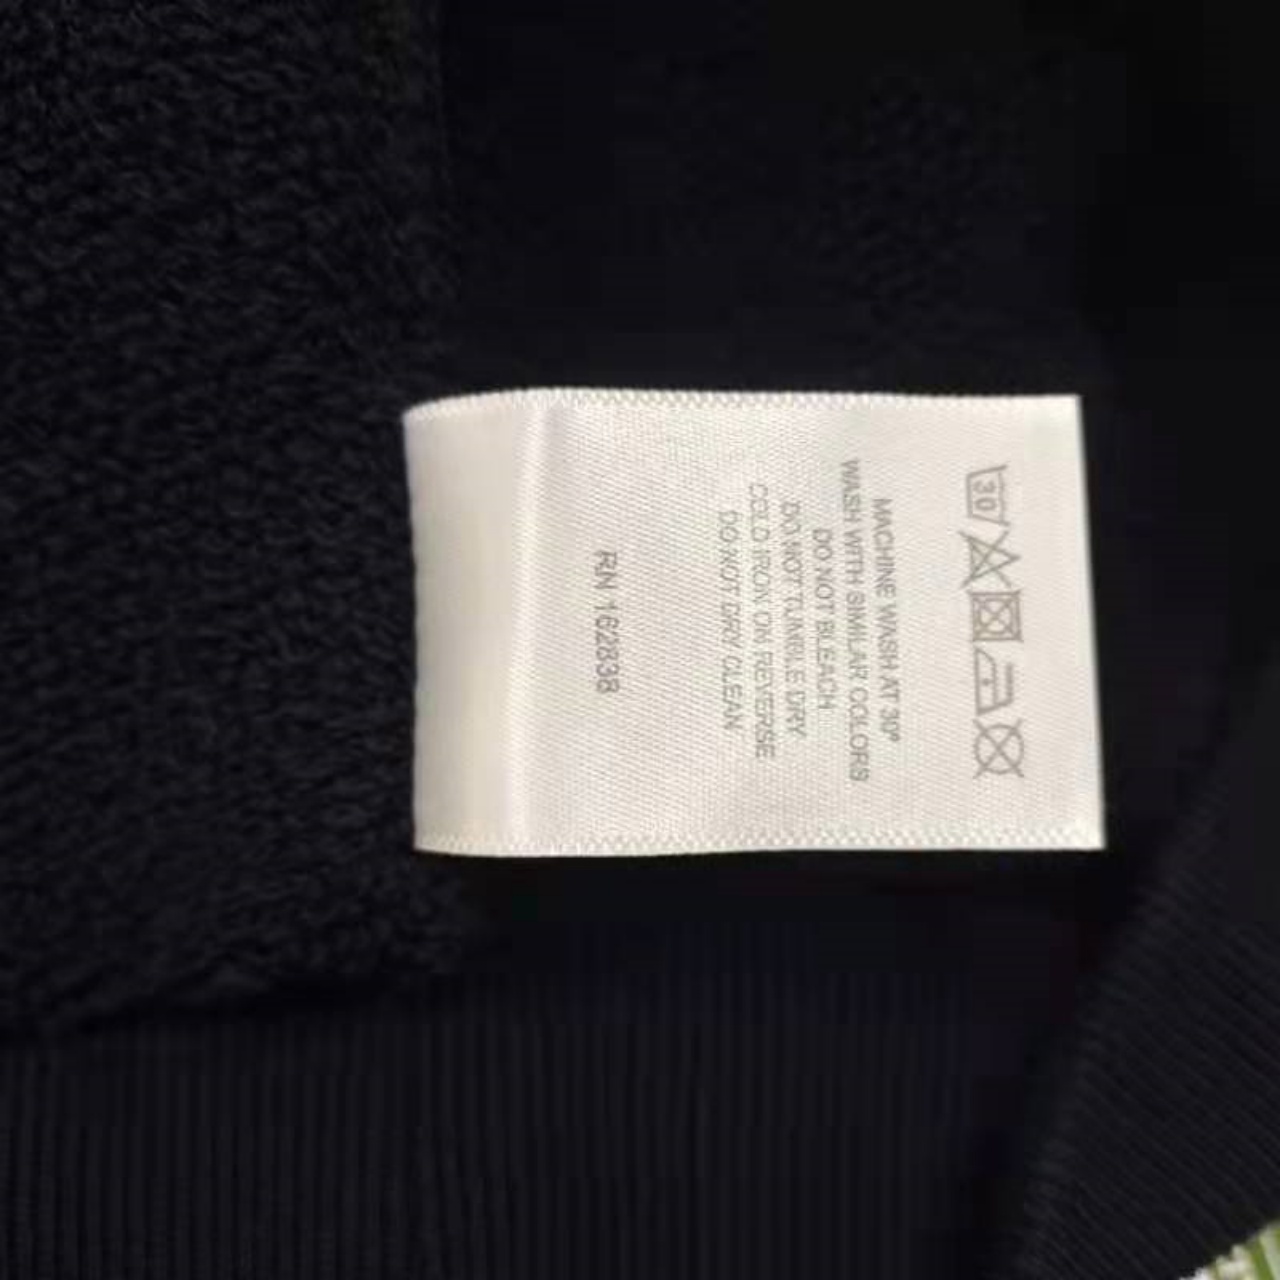 30
MACHINE WASH AT 30°
WASH WITH SIMILAR COLORS
DO NOT BLEACH
DO NOT TUMBLE DRY
COLD IRON ON REVERSE
DO NOT DRY CLEAN
RN 162838